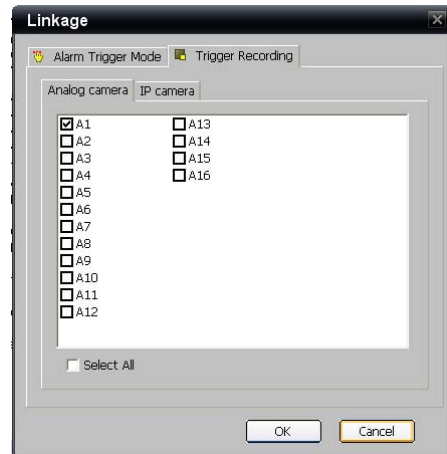 Linkage
Alarm Trigger Mode Trigger Recording
Analog camera IP camera
A1 A13
A2 A14
A3 A15
A4 A16
A5
A6
A7
A8
A9
A10
A11
A12
Select All
OK Cancel